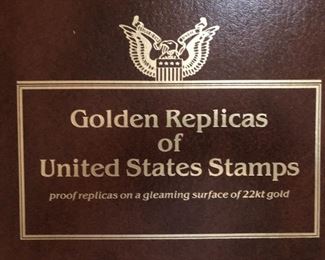 Golden Replicas
of
United States Stamps
proof replicas on a gleaming surface of 22kt gold